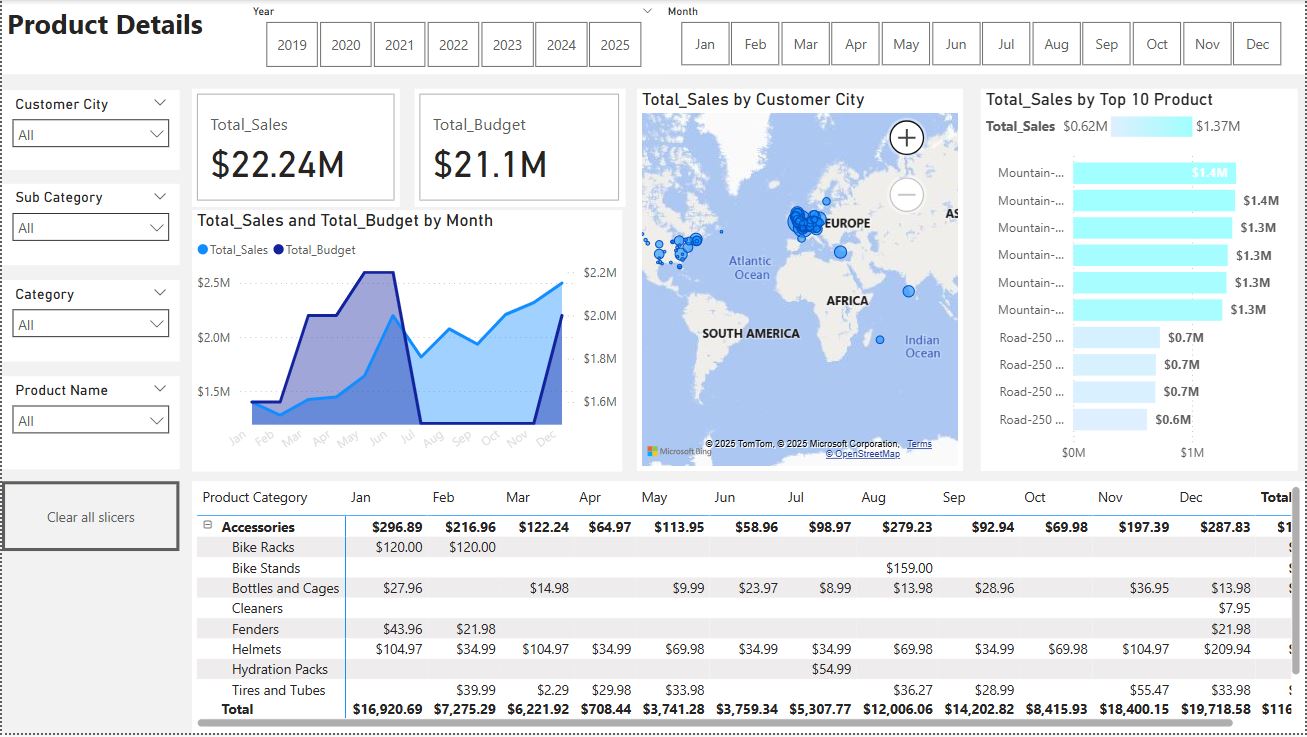 Product Details
Year
2019 2020 2021 2022 2023 2024 2025
Month
Jan Feb Mar Apr May Jun Jul Aug Sep Oct Nov Dec
Customer City
All
Sub Category
All
Category
All
Product Name
All
Clear all slicers
Total_Sales
$22.24M
Total_Budget
$21.1M
Total_Sales and Total_Budget by Month
Total_Sales Total_Budget
$2.5M
$2.0M
$1.5M
$2.2M
$2.0M
$1.8M
$1.6M
Jan Feb Mar Apr May Jun Jul Aug Sep Oct Nov Dec
Total_Sales by Customer City
EUROPE
AS
Atlantic
Ocean
AFRICA
SOUTH AMERICA
Indian
Ocean
Microsoft Bing
© 2025 TomTom, © 2025 Microsoft Corporation, Terms
© OpenStreetMap
Total_Sales by Top 10 Product
Total_Sales $0.62M $1.37M
Mountain-... $1.4M
Mountain-... $1.4M
Mountain-... $1.3M
Mountain-... $1.3M
Mountain-... $1.3M
Mountain-... $1.3M
Road-250 ... $0.7M
Road-250 ... $0.7M
Road-250 ... $0.7M
Road-250 ... $0.6M
$0M $1M
Product Category Jan Feb Mar Apr May Jun Jul Aug Sep Oct Nov Dec Total
Accessories $296.89 $216.96 $122.24 $64.97 $113.95 $58.96 $98.97 $279.23 $92.94 $69.98 $197.39 $287.83 $1
Bike Racks $120.00 $120.00
Bike Stands $159.00
Bottles and Cages $27.96 $14.98 $9.99 $23.97 $8.99 $13.98 $28.96 $36.95 $13.98
Cleaners $7.95
Fenders $43.96 $21.98 $21.98
Helmets $104.97 $34.99 $104.97 $34.99 $69.98 $34.99 $34.99 $69.98 $34.99 $69.98 $104.97 $209.94
Hydration Packs $54.99
Tires and Tubes $39.99 $2.29 $29.98 $33.98 $36.27 $28.99 $55.47 $33.98
Total $16,920.69 $7,275.29 $6,221.92 $708.44 $3,741.28 $3,759.34 $5,307.77 $12,006.06 $14,202.82 $8,415.93 $18,400.15 $19,718.58 $116